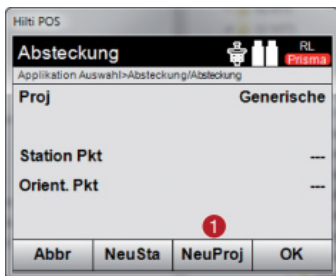 Hilti POS
Absteckung RL
Prisma
Applikation Auswahl>Absteckung/Absteckung
Proj Generische
Station Pkt ---
Orient. Pkt ---
1
Abbr NeuSta NeuProj OK